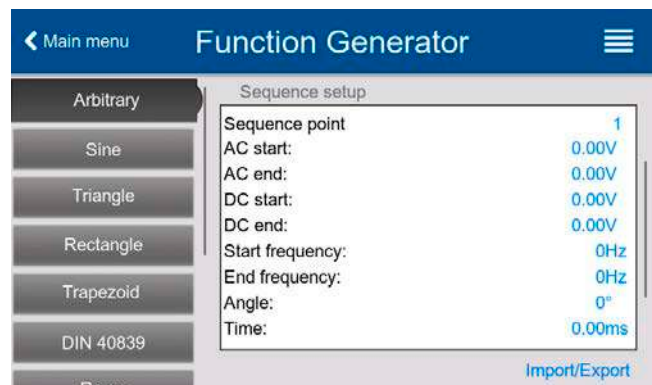 Main menu
Function Generator
Arbitrary
Sine
Triangle
Rectangle
Trapezoid
DIN 40839
Sequence setup
Sequence point 1
AC start: 0.00V
AC end: 0.00V
DC start: 0.00V
DC end: 0.00V
Start frequency: 0Hz
End frequency: 0Hz
Angle: 0°
Time: 0.00ms
Import/Export